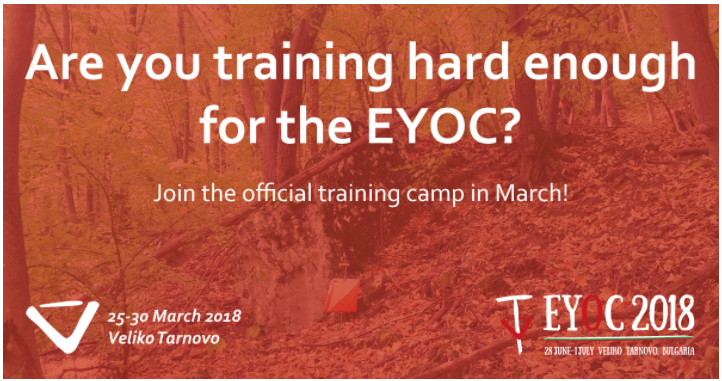 Are you training hard enough
for the EYOC?
Join the official training camp in March!
25-30 March 2018
Veliko Tarnovo
EYOC 2018
28 JUNE-1 JULY VELIKO TARNOVO, BULGARIA